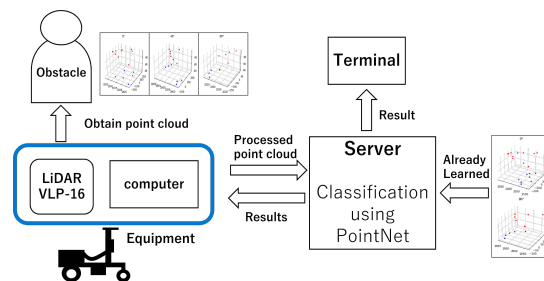 Obstacle
Terminal
Obtain point cloud
Result
LiDAR
VLP-16
computer
Processed
point cloud
Results
Server
Classification
using
PointNet
Already
Learned
Equipment